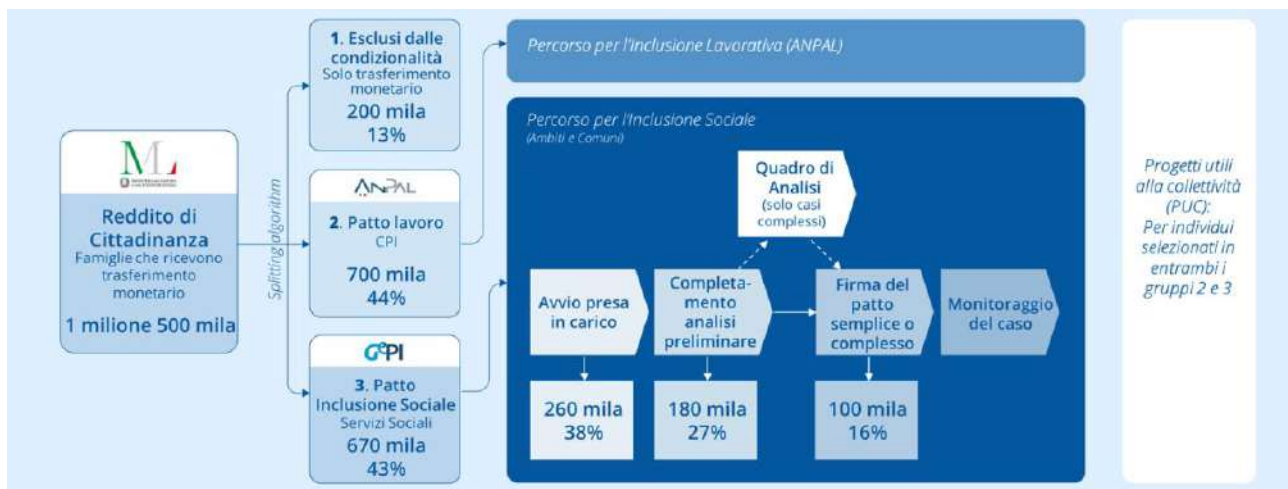 Reddito di
Cittadinanza
Famiglie che ricevono
trasferimento
monetario
1 milione 500 mila
Splitting algorithm
1. Esclusi dalle
condizionalità
Solo trasferimento
monetario
200 mila
13%
ANPAL
2. Patto lavoro
CPI
700 mila
44%
GePI
3. Patto
Inclusione Sociale
Servizi Sociali
670 mila
43%
Percorso per l'Inclusione Lavorativa (ANPAL)
Percorso per l'Inclusione Sociale
(Ambiti e Comuni)
Quadro di
Analisi
(solo casi
complessi)
Avvio presa
in carico
Completa-
mento
analisi
preliminare
Firma del
patto
semplice o
complesso
Monitoraggio
del caso
260 mila
38%
180 mila
27%
100 mila
16%
Progetti utili
alla collettività
(PUC):
Per individui
selezionati in
entrambi i
gruppi 2 e 3